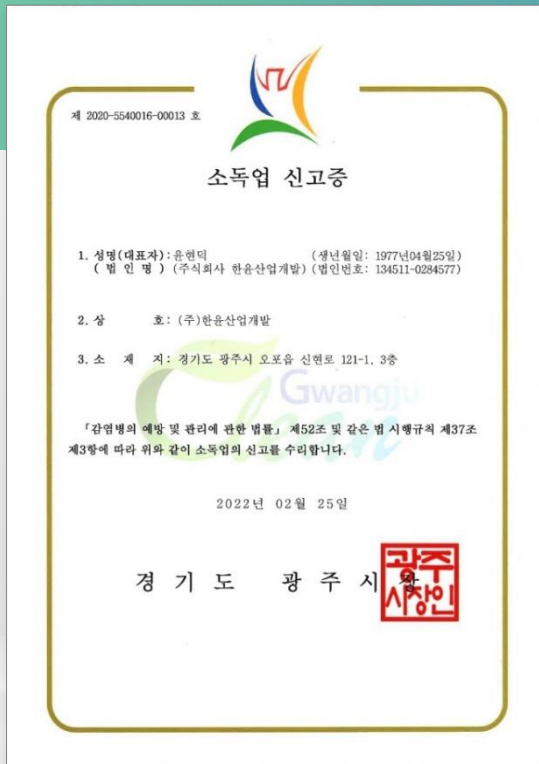 제 2020-5540016-00013 호
소독업 신고증
1. 성명(대표자): 윤현덕 (생년월일: 1977년04월25일)
( 법 인 명 ) (주식회사 한윤산업개발) (법인번호: 134511-0284577)
2. 상 호: (주)한윤산업개발
3. 소 재 지: 경기도 광주시 오포읍 신현로 121-1, 3층
Gwangju
Clean
「감염병의 예방 및 관리에 관한 법률」 제52조 및 같은 법 시행규칙 제37조
제3항에 따라 위와 같이 소독업의 신고를 수리합니다.
2022년 02월 25일
경 기 도 광 주 시 장
광주
시장인